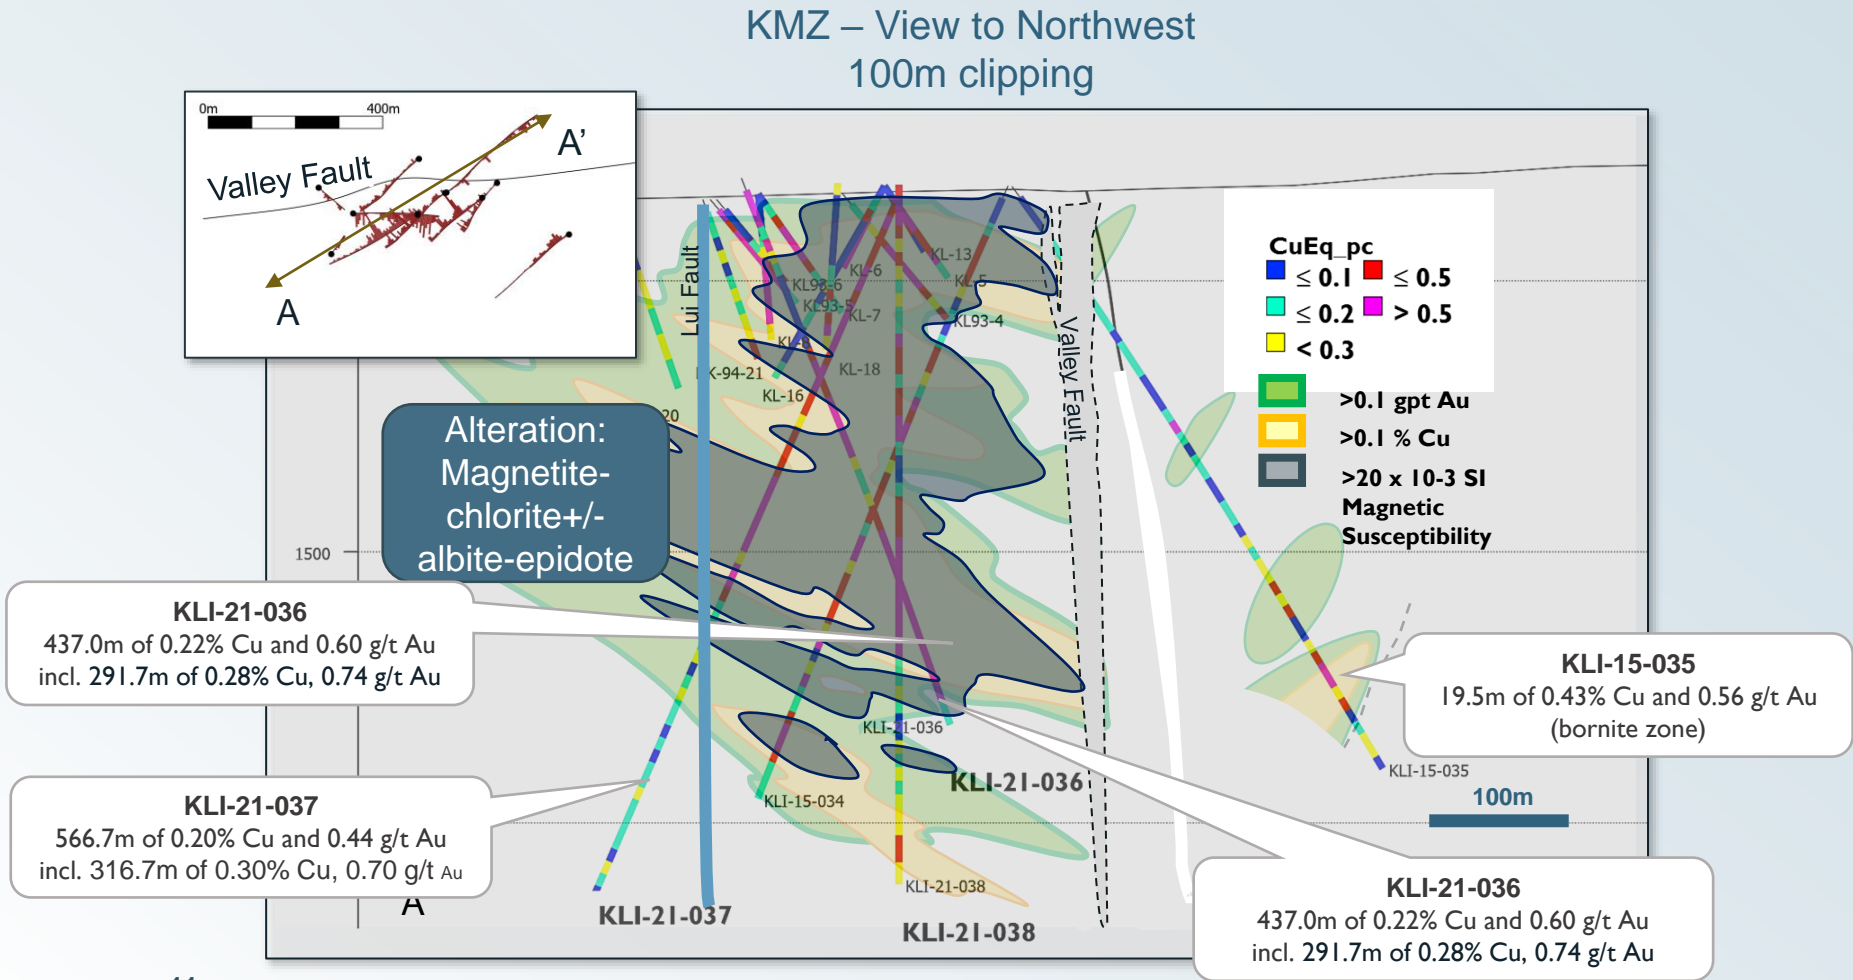 KMZ – View to Northwest
100m clipping
0m
400m
Valley Fault
A'
A
Lui Fault
Valley Fault
KL-13
KL-6
KL-5
KL93-6
KL93-5
KL-7
KL93-4
KL-8
KL-18
K-94-21
KL-16
20
CuEq_pc
≤ 0.1
≤ 0.5
≤ 0.2
> 0.5
< 0.3
>0.1 gpt Au
>0.1 % Cu
>20 x 10-3 SI
Magnetic
Susceptibility
Alteration:
Magnetite-
chlorite+/-
albite-epidote
1500
KLI-21-036
437.0m of 0.22% Cu and 0.60 g/t Au
incl. 291.7m of 0.28% Cu, 0.74 g/t Au
KLI-15-035
19.5m of 0.43% Cu and 0.56 g/t Au
(bornite zone)
KLI-21-036
KLI-15-035
KLI-21-036
KLI-15-034
100m
KLI-21-037
566.7m of 0.20% Cu and 0.44 g/t Au
incl. 316.7m of 0.30% Cu, 0.70 g/t Au
A
KLI-21-038
KLI-21-037
KLI-21-038
KLI-21-036
437.0m of 0.22% Cu and 0.60 g/t Au
incl. 291.7m of 0.28% Cu, 0.74 g/t Au